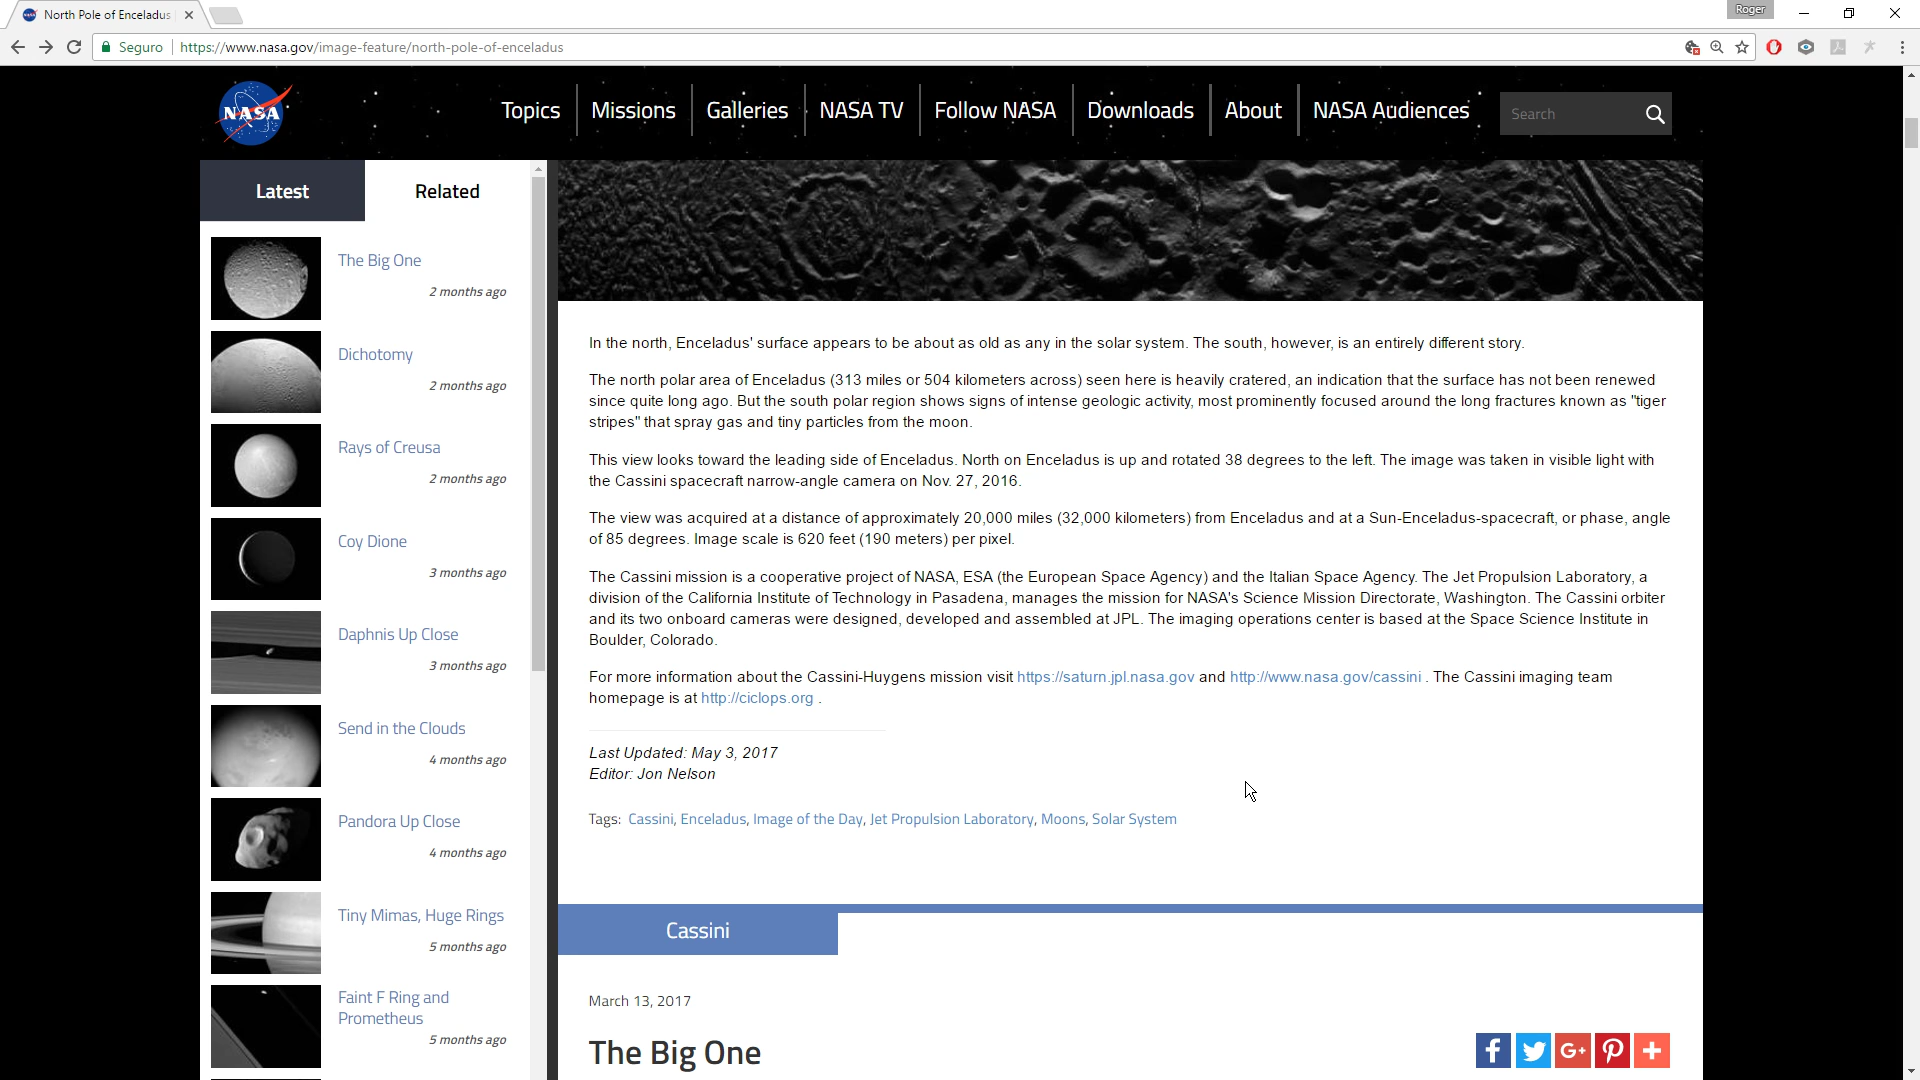 North Pole of Enceladus
Roger
Seguro
https://www.nasa.gov/image-feature/north-pole-of-enceladus
NASA
Topics
Missions
Galleries
NASA TV
Follow NASA
Downloads
About
NASA Audiences
Search
Latest
Related
The Big One
2 months ago
Dichotomy
2 months ago
Rays of Creusa
2 months ago
Coy Dione
3 months ago
Daphnis Up Close
3 months ago
Send in the Clouds
4 months ago
Pandora Up Close
4 months ago
Tiny Mimas, Huge Rings
5 months ago
Faint F Ring and
Prometheus
5 months ago
In the north, Enceladus' surface appears to be about as old as any in the solar system. The south, however, is an entirely different story.
The north polar area of Enceladus (313 miles or 504 kilometers across) seen here is heavily cratered, an indication that the surface has not been renewed
since quite long ago. But the south polar region shows signs of intense geologic activity, most prominently focused around the long fractures known as "tiger
stripes" that spray gas and tiny particles from the moon.
This view looks toward the leading side of Enceladus. North on Enceladus is up and rotated 38 degrees to the left. The image was taken in visible light with
the Cassini spacecraft narrow-angle camera on Nov. 27, 2016.
The view was acquired at a distance of approximately 20,000 miles (32,000 kilometers) from Enceladus and at a Sun-Enceladus-spacecraft, or phase, angle
of 85 degrees. Image scale is 620 feet (190 meters) per pixel.
The Cassini mission is a cooperative project of NASA, ESA (the European Space Agency) and the Italian Space Agency. The Jet Propulsion Laboratory, a
division of the California Institute of Technology in Pasadena, manages the mission for NASA's Science Mission Directorate, Washington. The Cassini orbiter
and its two onboard cameras were designed, developed and assembled at JPL. The imaging operations center is based at the Space Science Institute in
Boulder, Colorado.
For more information about the Cassini-Huygens mission visit https://saturn.jpl.nasa.gov and http://www.nasa.gov/cassini . The Cassini imaging team
homepage is at http://ciclops.org .
Last Updated: May 3, 2017
Editor: Jon Nelson
Tags: Cassini, Enceladus, Image of the Day, Jet Propulsion Laboratory, Moons, Solar System
Cassini
March 13, 2017
The Big One
G+